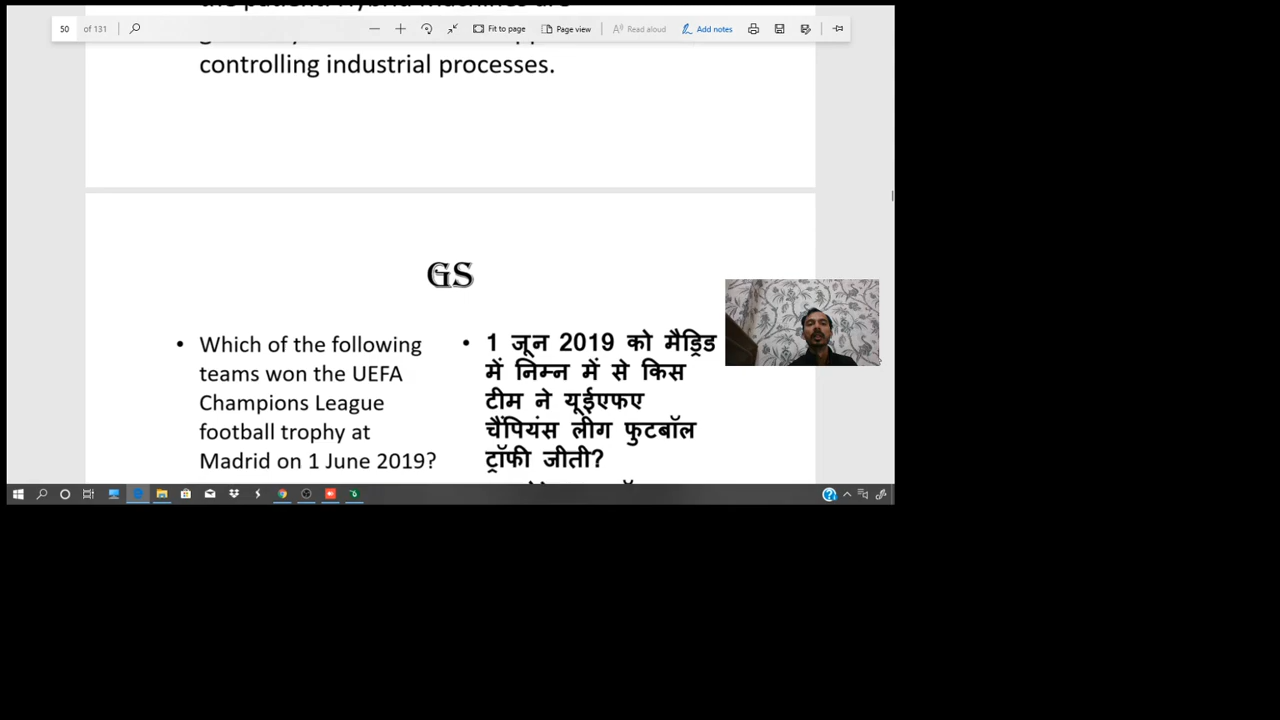 50 of 131 Fit to page Page view Read aloud Add notes
controlling industrial processes.
GS
• Which of the following
teams won the UEFA
Champions League
football trophy at
Madrid on 1 June 2019?
• 1 जून 2019 को मैड्रिड
में निम्न में से किस
टीम ने यूईएफए
चैंपियंस लीग फुटबॉल
ट्रॉफी जीती?